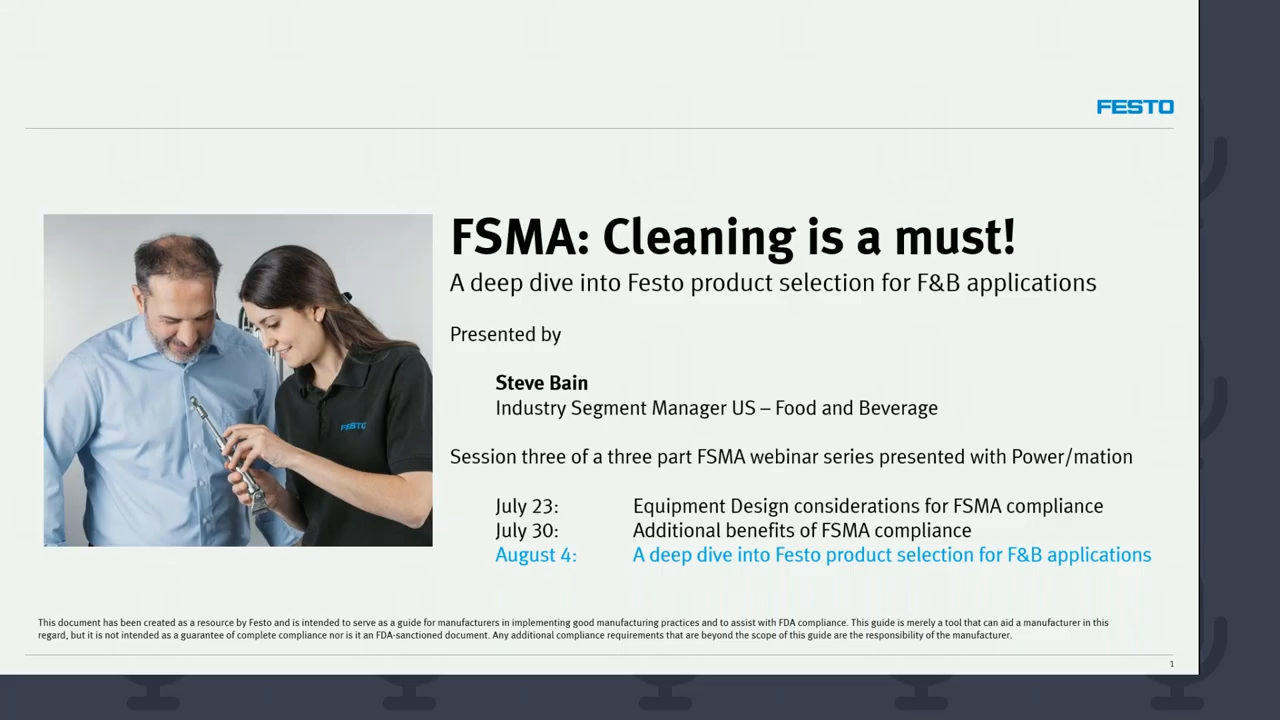 FESTO
FSMA: Cleaning is a must!
A deep dive into Festo product selection for F&B applications
Presented by
Steve Bain
Industry Segment Manager US – Food and Beverage
FESTO
Session three of a three part FSMA webinar series presented with Power/mation
July 23: Equipment Design considerations for FSMA compliance
July 30: Additional benefits of FSMA compliance
August 4: A deep dive into Festo product selection for F&B applications
This document has been created as a resource by Festo and is intended to serve as a guide for manufacturers in implementing good manufacturing practices and to assist with FDA compliance. This guide is merely a tool that can aid a manufacturer in this
regard, but it is not intended as a guarantee of complete compliance nor is it an FDA-sanctioned document. Any additional compliance requirements that are beyond the scope of this guide are the responsibility of the manufacturer.
1